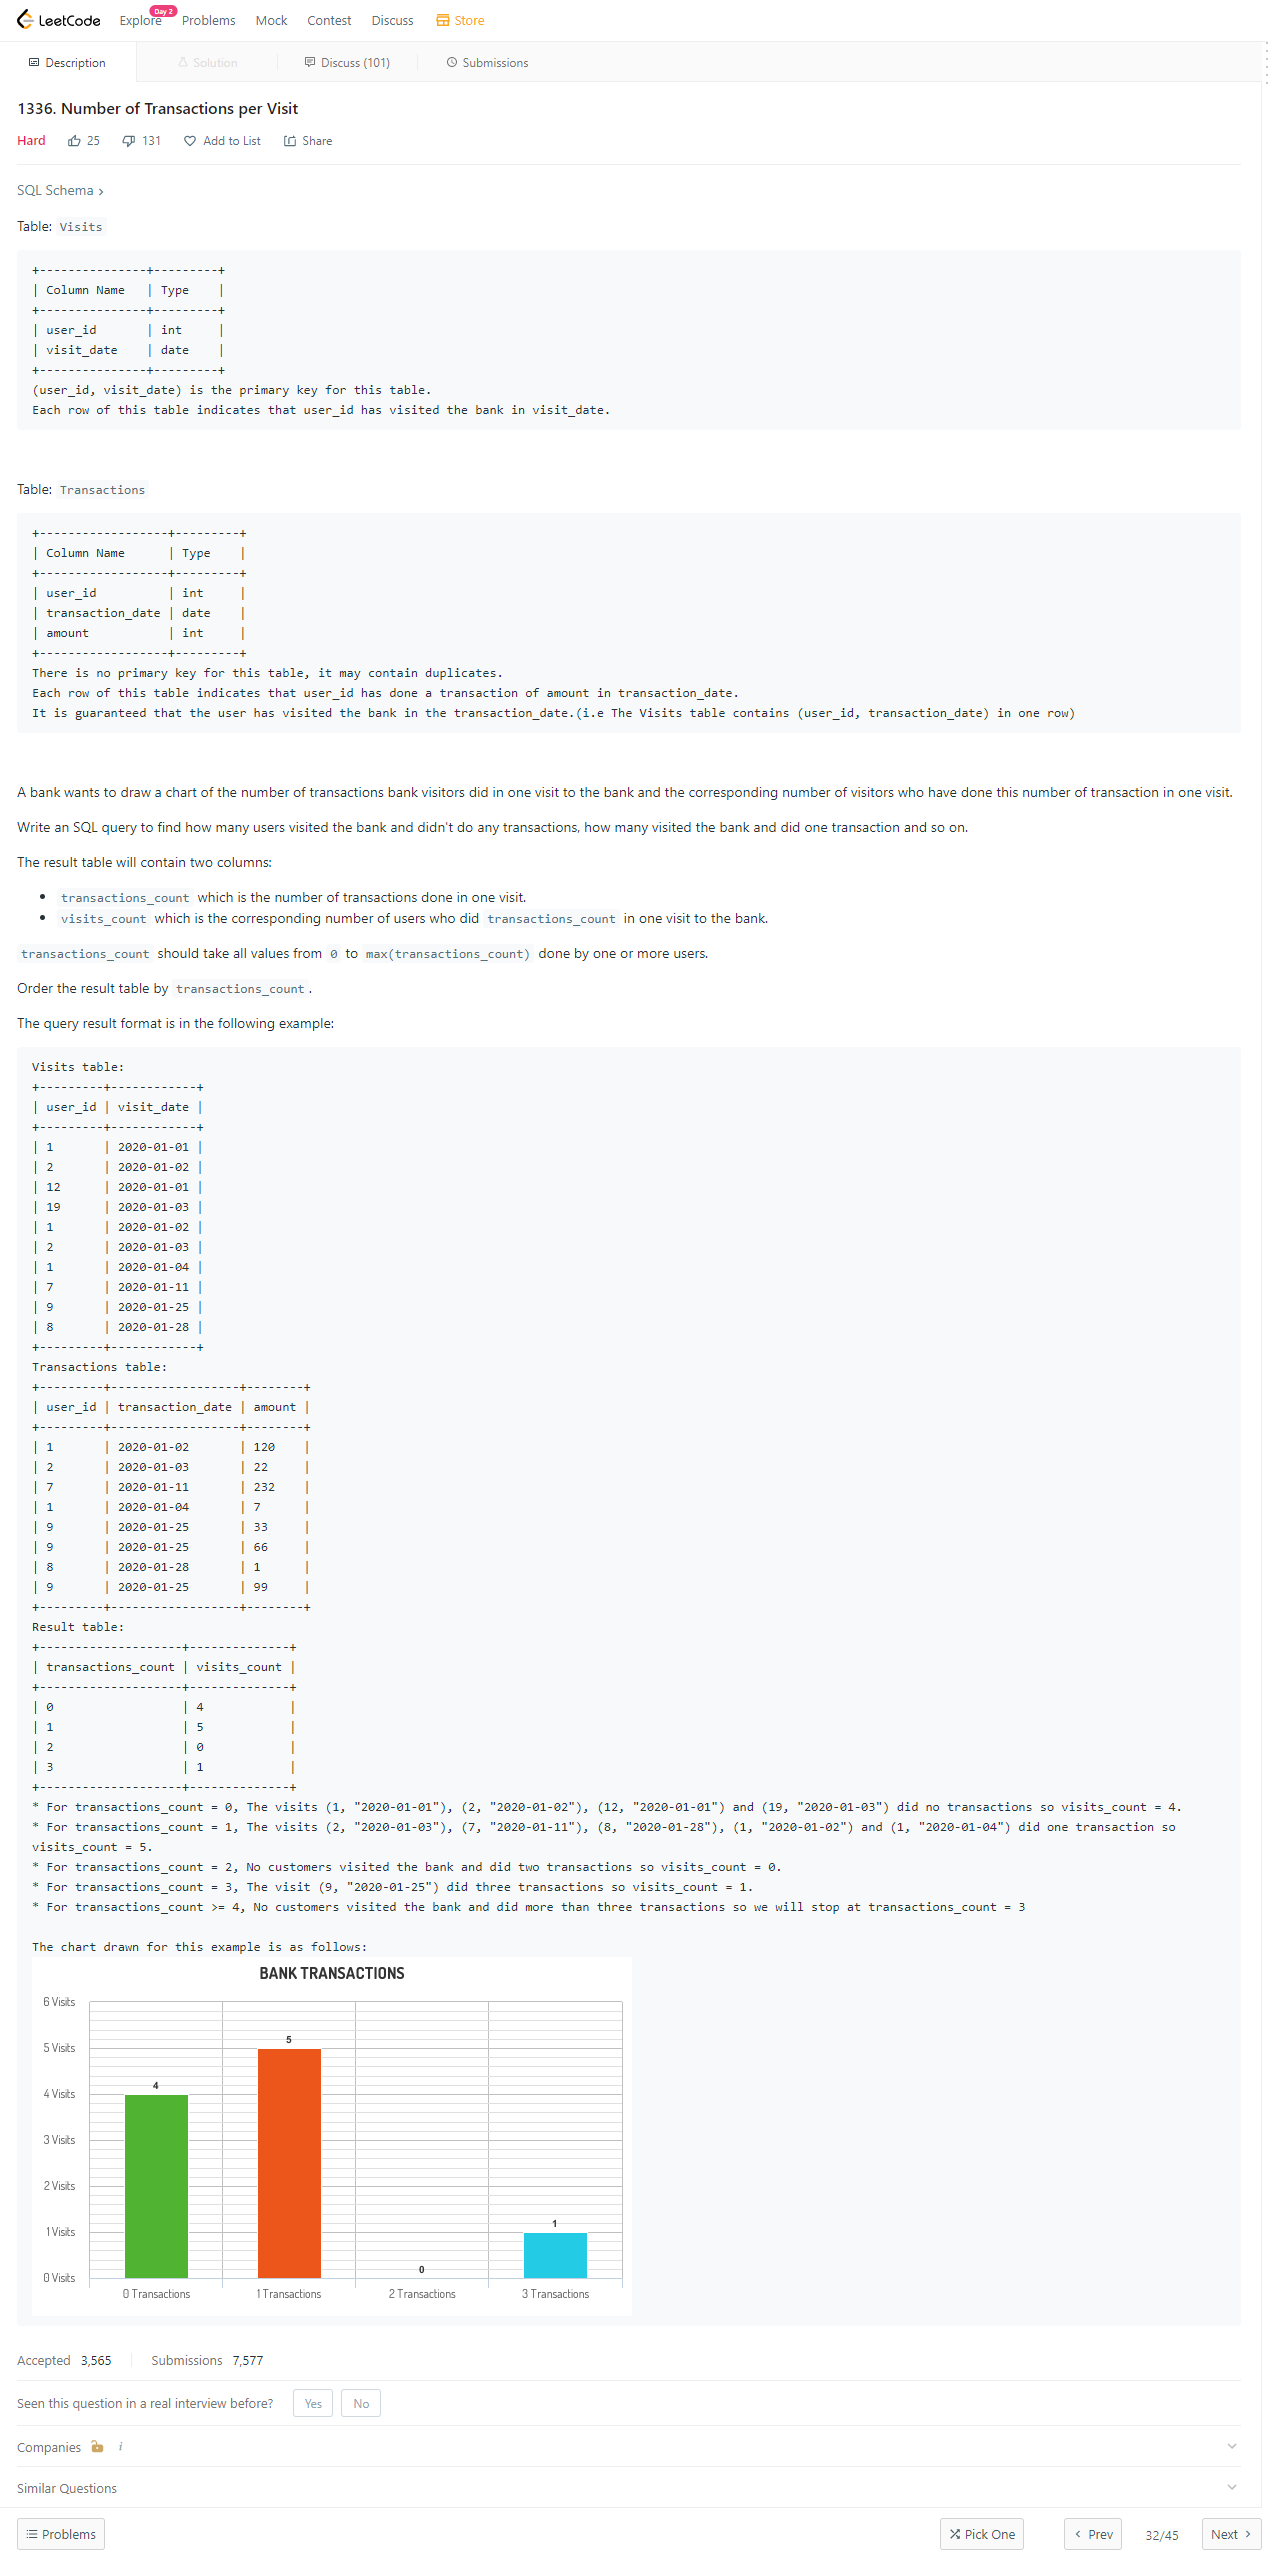 LeetCode Explore Day 2 Problems Mock Contest Discuss Store
Description Solution Discuss (101) Submissions
1336. Number of Transactions per Visit
Hard 25 131 Add to List Share
SQL Schema >
Table: Visits
+---------------+---------+
| Column Name   | Type    |
+---------------+---------+
| user_id       | int     |
| visit_date    | date    |
+---------------+---------+
(user_id, visit_date) is the primary key for this table.
Each row of this table indicates that user_id has visited the bank in visit_date.
Table: Transactions
+------------------+---------+
| Column Name      | Type    |
+------------------+---------+
| user_id          | int     |
| transaction_date | date    |
| amount           | int     |
+------------------+---------+
There is no primary key for this table, it may contain duplicates.
Each row of this table indicates that user_id has done a transaction of amount in transaction_date.
It is guaranteed that the user has visited the bank in the transaction_date.(i.e The Visits table contains (user_id, transaction_date) in one row)
A bank wants to draw a chart of the number of transactions bank visitors did in one visit to the bank and the corresponding number of visitors who have done this number of transaction in one visit.
Write an SQL query to find how many users visited the bank and didn't do any transactions, how many visited the bank and did one transaction and so on.
The result table will contain two columns:
• transactions_count which is the number of transactions done in one visit.
• visits_count which is the corresponding number of users who did transactions_count in one visit to the bank.
transactions_count should take all values from 0 to max(transactions_count) done by one or more users.
Order the result table by transactions_count.
The query result format is in the following example:
Visits table:
+---------+------------+
| user_id | visit_date |
+---------+------------+
| 1       | 2020-01-01 |
| 2       | 2020-01-02 |
| 12      | 2020-01-01 |
| 19      | 2020-01-03 |
| 1       | 2020-01-02 |
| 2       | 2020-01-03 |
| 1       | 2020-01-04 |
| 7       | 2020-01-11 |
| 9       | 2020-01-25 |
| 8       | 2020-01-28 |
+---------+------------+
Transactions table:
+---------+------------------+--------+
| user_id | transaction_date | amount |
+---------+------------------+--------+
| 1       | 2020-01-02       | 120    |
| 2       | 2020-01-03       | 22     |
| 7       | 2020-01-11       | 232    |
| 1       | 2020-01-04       | 7      |
| 9       | 2020-01-25       | 33     |
| 9       | 2020-01-25       | 66     |
| 8       | 2020-01-28       | 1      |
| 9       | 2020-01-25       | 99     |
+---------+------------------+--------+
Result table:
+--------------------+--------------+
| transactions_count | visits_count |
+--------------------+--------------+
| 0                  | 4            |
| 1                  | 5            |
| 2                  | 0            |
| 3                  | 1            |
+--------------------+--------------+
* For transactions_count = 0, The visits (1, "2020-01-01"), (2, "2020-01-02"), (12, "2020-01-01") and (19, "2020-01-03") did no transactions so visits_count = 4.
* For transactions_count = 1, The visits (2, "2020-01-03"), (7, "2020-01-11"), (8, "2020-01-28"), (1, "2020-01-02") and (1, "2020-01-04") did one transaction so
visits_count = 5.
* For transactions_count = 2, No customers visited the bank and did two transactions so visits_count = 0.
* For transactions_count = 3, The visit (9, "2020-01-25") did three transactions so visits_count = 1.
* For transactions_count >= 4, No customers visited the bank and did more than three transactions so we will stop at transactions_count = 3
The chart drawn for this example is as follows:
BANK TRANSACTIONS
6 Visits
5
5 Visits
4
4 Visits
3 Visits
2 Visits
1
1 Visits
0
0 Visits
0 Transactions 1 Transactions 2 Transactions 3 Transactions
Accepted 3,565 Submissions 7,577
Seen this question in a real interview before? Yes No
Companies i
Similar Questions
Problems Pick One < Prev 32/45 Next >